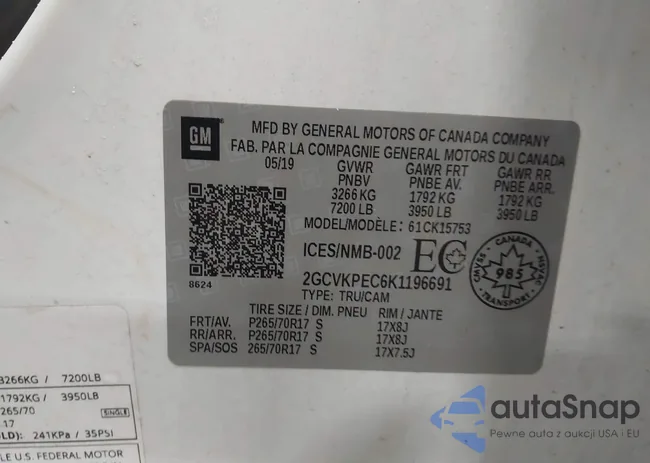 GM
MFD BY GENERAL MOTORS OF CANADA COMPANY
FAB. PAR LA COMPAGNIE GENERAL MOTORS DU CANADA
05/19 GVWR GAWR FRT GAWR RR
PNBV PNBE AV. PNBE ARR.
3266 KG 1792 KG 1792 KG
7200 LB 3950 LB 3950 LB
MODEL/MODÈLE: 61CK15753
ICES/NMB-002 EC
CANADA
CMVSS 985 NSVAC
TRANSPORT
8624
2GCVKPEC6K1196691
TYPE: TRU/CAM
TIRE SIZE / DIM. PNEU RIM / JANTE
FRT/AV. P265/70R17 S 17X8J
RR/ARR. P265/70R17 S 17X8J
SPA/SOS 265/70R17 S 17X7.5J
3266KG / 7200LB
1792KG / 3950LB
265/70 SINGLE
17
LD): 241KPa / 35PSI
LE U.S. FEDERAL MOTOR
autaSnap
Pewne auta z aukcji USA i EU